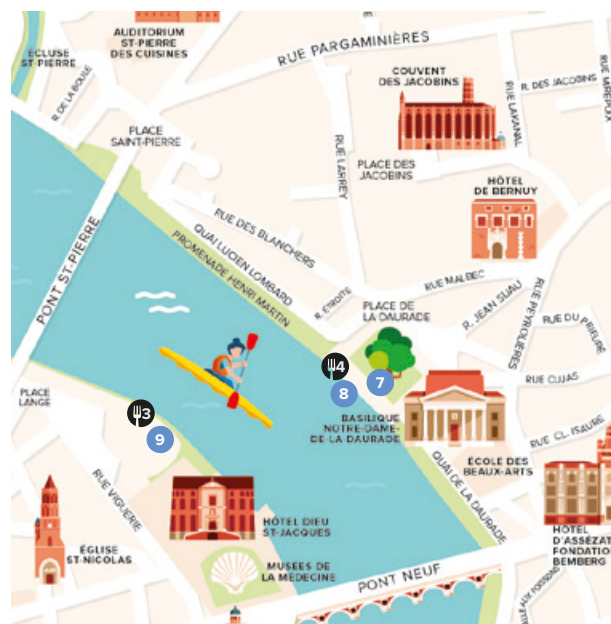 AUDITORIUM
ST-PIERRE
DES CUISINES
ÉCLUSE
ST-PIERRE
R. DE LA BOULE
RUE PARGAMINIÈRES
COUVENT
DES JACOBINS
R. DES JACOBINS
RUE LAKANAL
RUE MIREPOIX
PLACE
SAINT-PIERRE
RUE LARREY
PLACE DES
JACOBINS
HÔTEL
DE BERNUY
RUE DES BLANCHERS
QUAI LUCIEN LOMBARD
PROMENADE HENRI MARTIN
PONT ST-PIERRE
R. ÉTROITE
RUE MALBEC
PLACE DE
LA DAURADE
R. JEAN SUAU
RUE PEYROLIÈRES
RUE DU PRIEURÉ
RUE CUJAS
4
7
8
BASILIQUE
NOTRE-DAME-
DE-LA DAURADE
PLACE
LANGE
3
9
RUE CL. ISAURE
ÉCOLE DES
BEAUX-ARTS
QUAI DE LA DAURADE
RUE VIGUERIE
HÔTEL DIEU
ST-JACQUES
HÔTEL
D'ASSÉZAT
FONDATION
BEMBERG
ÉGLISE
ST-NICOLAS
MUSÉES DE
LA MÉDECINE
PONT NEUF